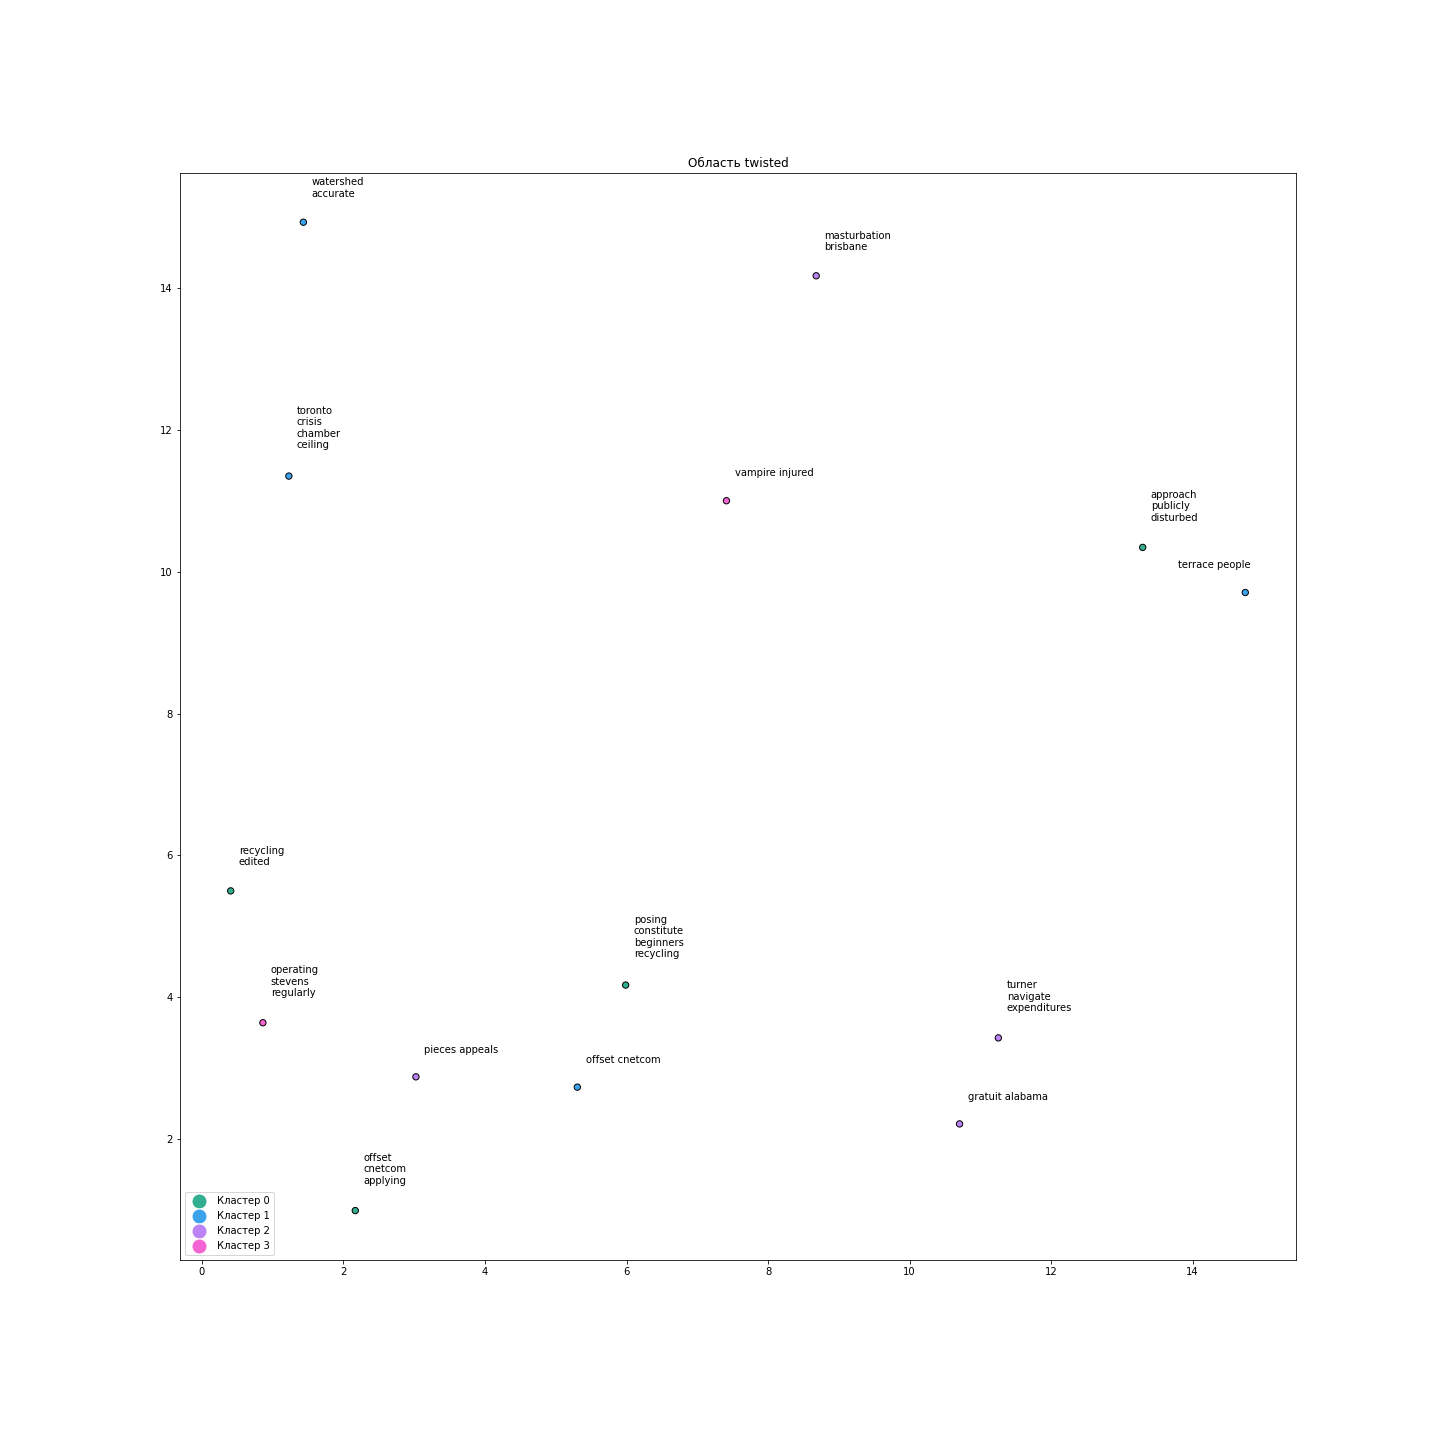 Область twisted
watershed
accurate
masturbation
brisbane
14
toronto
crisis
chamber
ceiling
12
vampire injured
approach
publicly
disturbed
terrace people
10
8
recycling
edited
6
posing
constitute
beginners
recycling
operating
stevens
regularly
4
turner
navigate
expenditures
pieces appeals
offset cnetcom
gratuit alabama
2
offset
cnetcom
applying
Кластер 0
Кластер 1
Кластер 2
Кластер 3
0 2 4 6 8 10 12 14